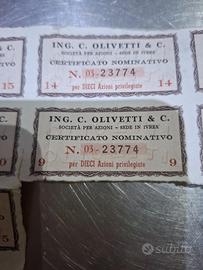 ING. C. OLIVETTI & C.
SOCIETÀ PER AZIONI - SEDE IN IVREA
CERTIFICATO NOMINATIVO
15 14 N. 03-23774 14
per DIECI Azioni privilegiate
ING. C. OLIVETTI & C.
SOCIETÀ PER AZIONI - SEDE IN IVREA
CERTIFICATO NOMINATIVO
N. 03-23774
9 per DIECI Azioni privilegiate 9
subito